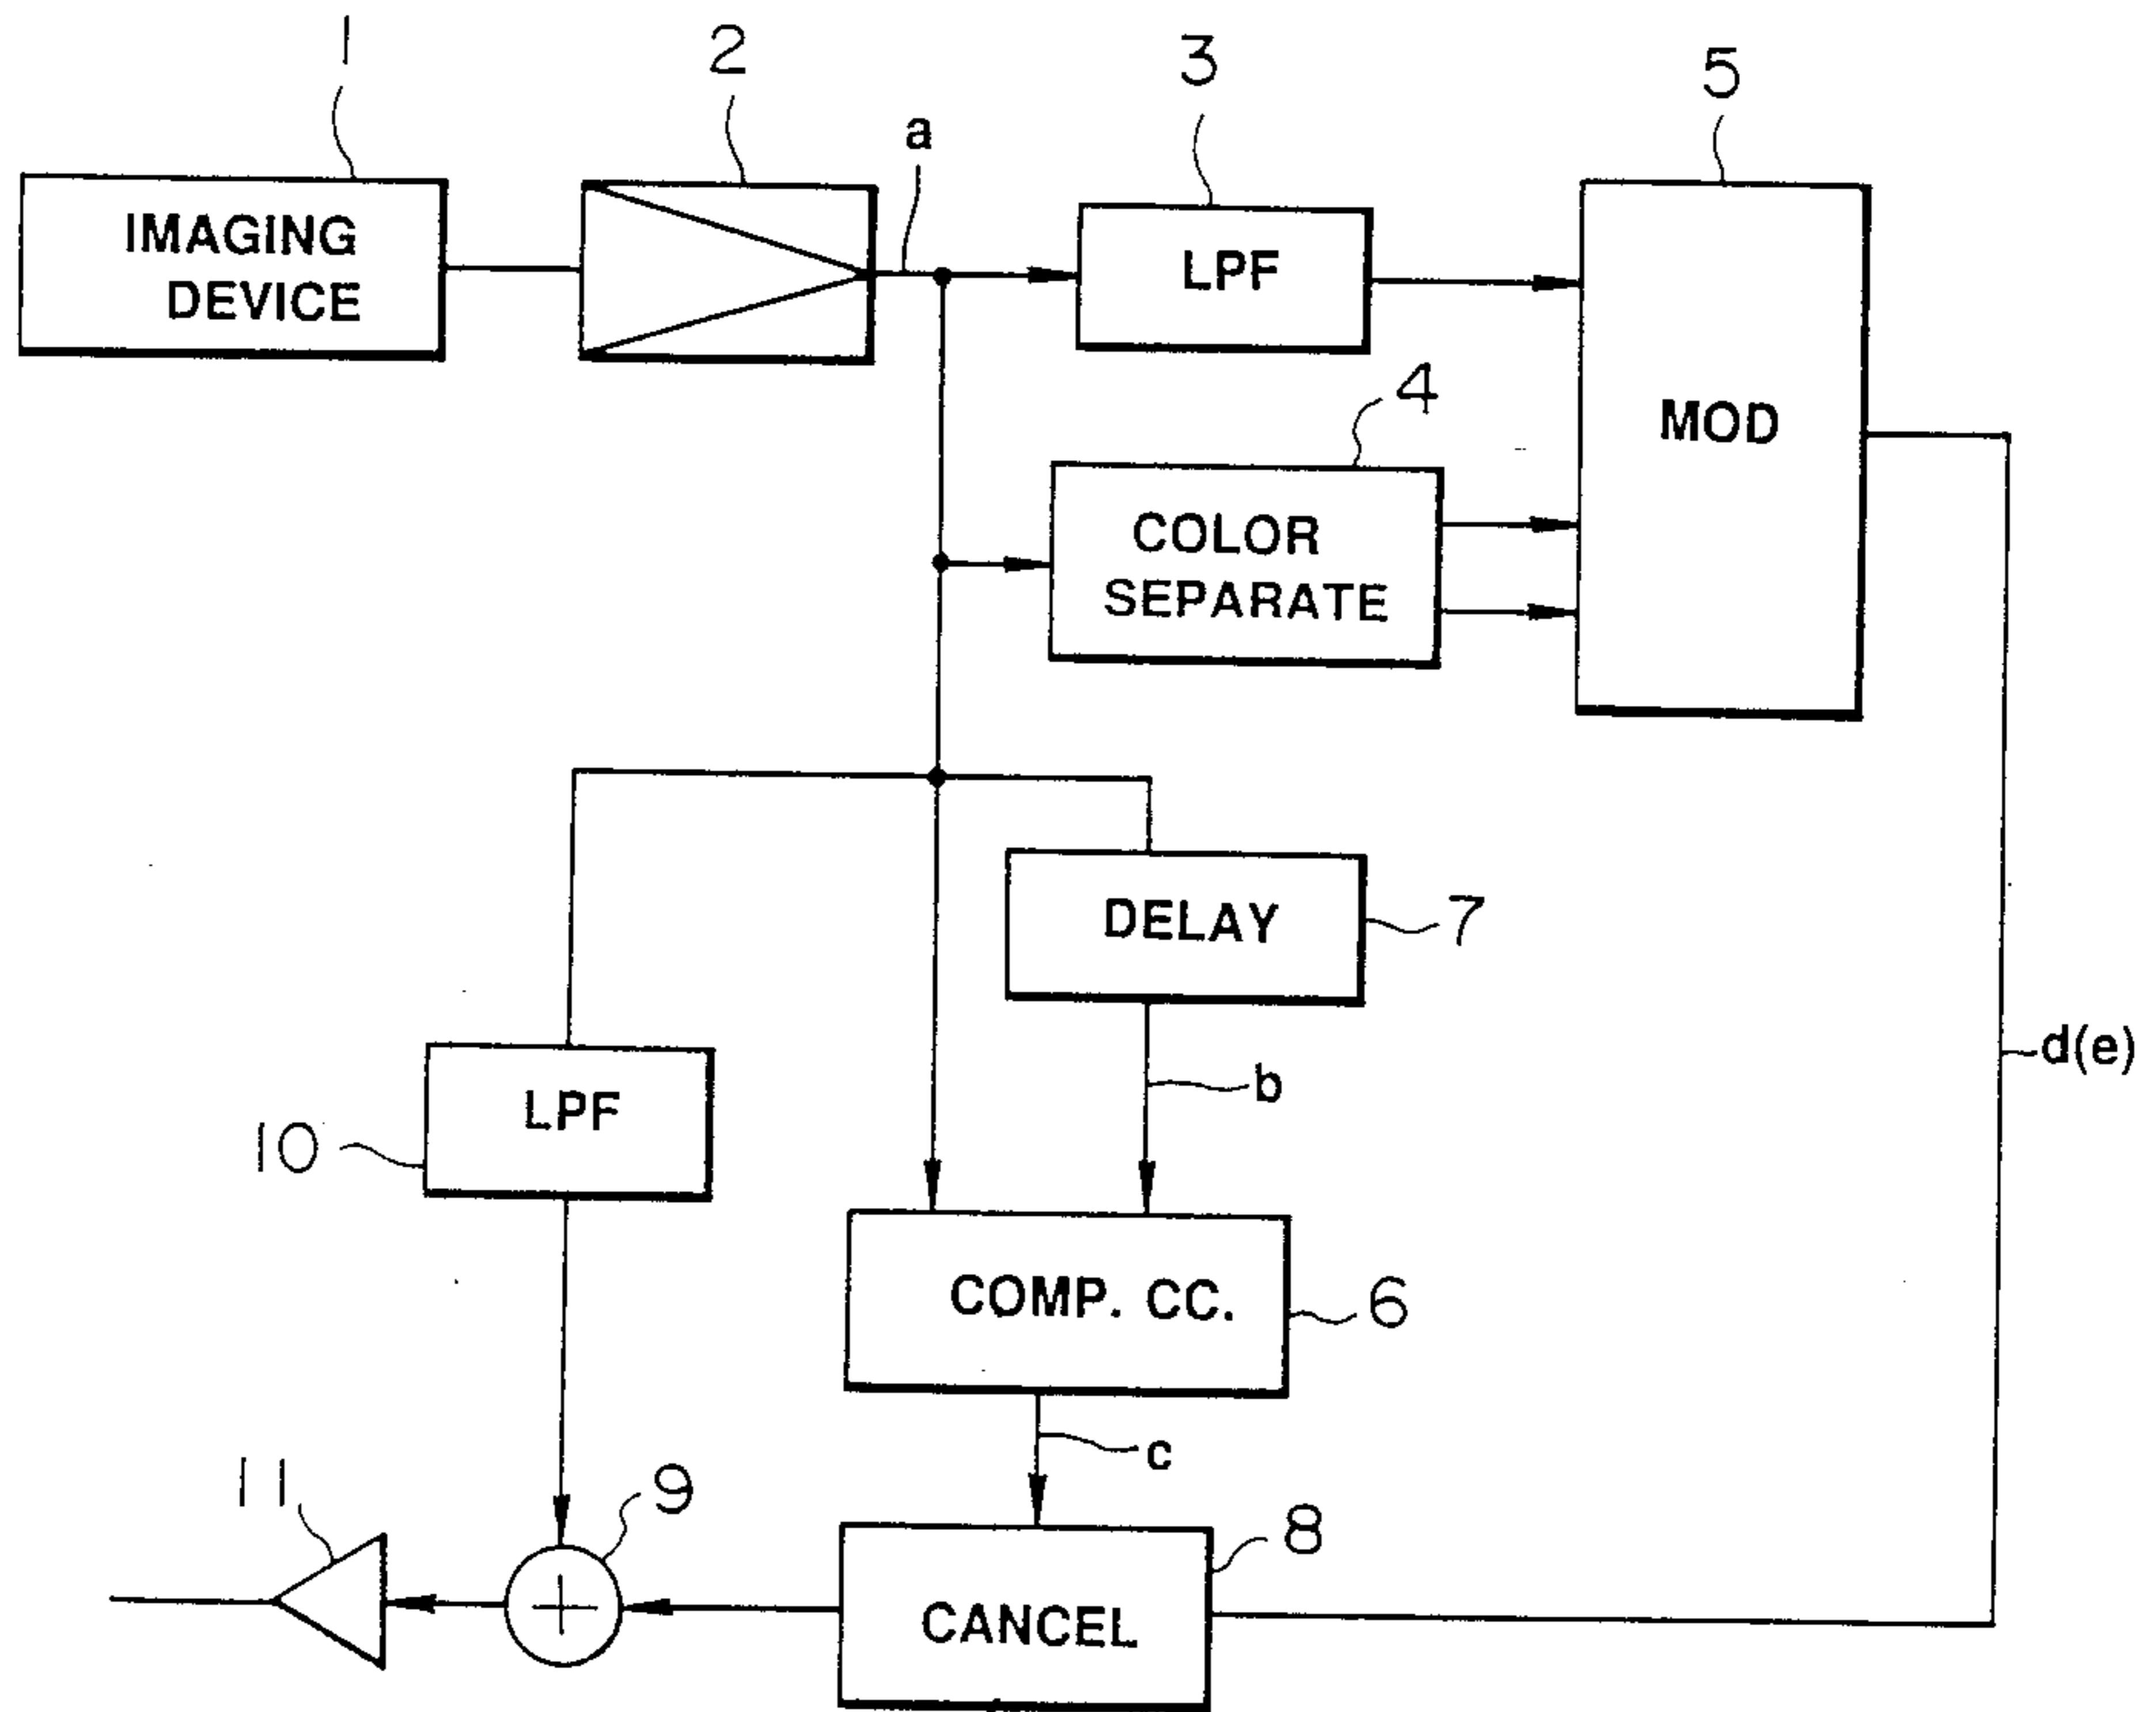 1
2
3
5
a
IMAGING
DEVICE
LPF
4
MOD
COLOR
SEPARATE
DELAY
7
d(e)
b
LPF
10
COMP. CC.
6
c
11
9
8
CANCEL